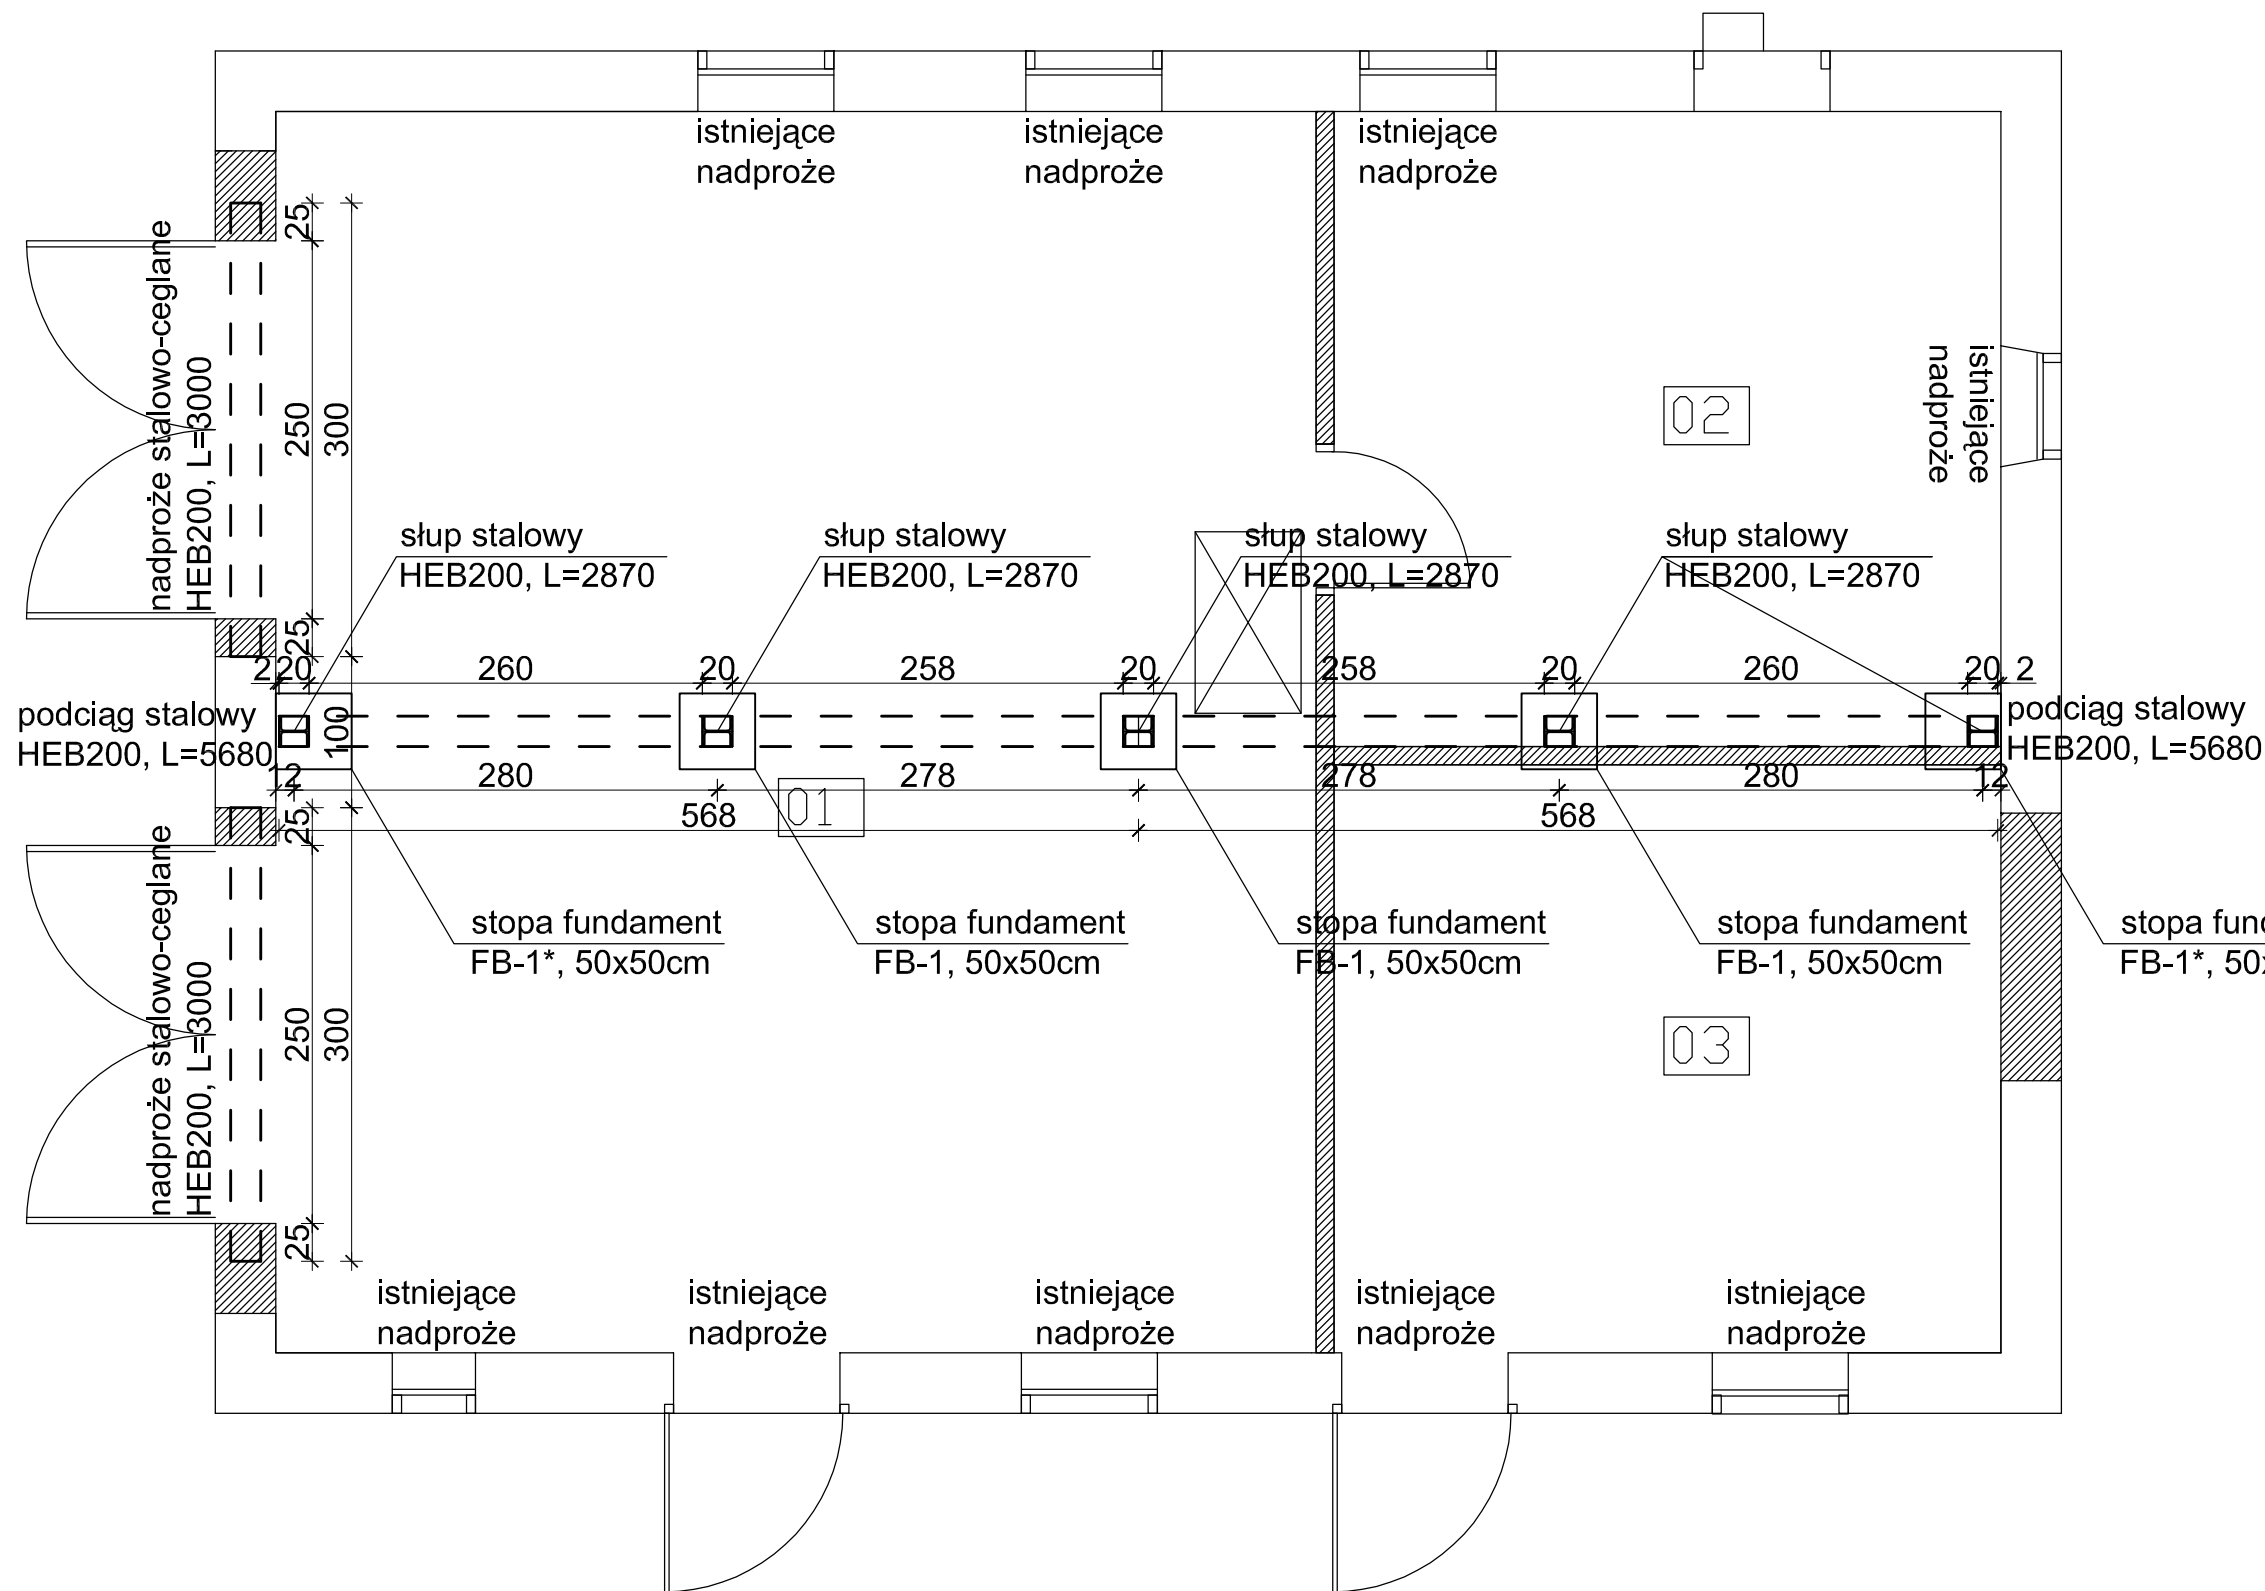 istniejące
nadproże
istniejące
nadproże
istniejące
nadproże
25
250
300
25
nadproże stalowo-ceglane
HEB200, L=3000
02
istniejące
nadproże
słup stalowy
HEB200, L=2870
słup stalowy
HEB200, L=2870
słup stalowy
HEB200, L=2870
słup stalowy
HEB200, L=2870
2
20
260
20
258
20
258
20
260
20
2
podciąg stalowy
HEB200, L=5680
100
podciąg stalowy
HEB200, L=5680
12
280
278
278
280
12
568
568
01
25
250
300
25
nadproże stalowo-ceglane
HEB200, L=3000
stopa fundament
FB-1*, 50x50cm
stopa fundament
FB-1, 50x50cm
stopa fundament
FB-1, 50x50cm
stopa fundament
FB-1, 50x50cm
stopa
FB-1*,
03
istniejące
nadproże
istniejące
nadproże
istniejące
nadproże
istniejące
nadproże
istniejące
nadproże